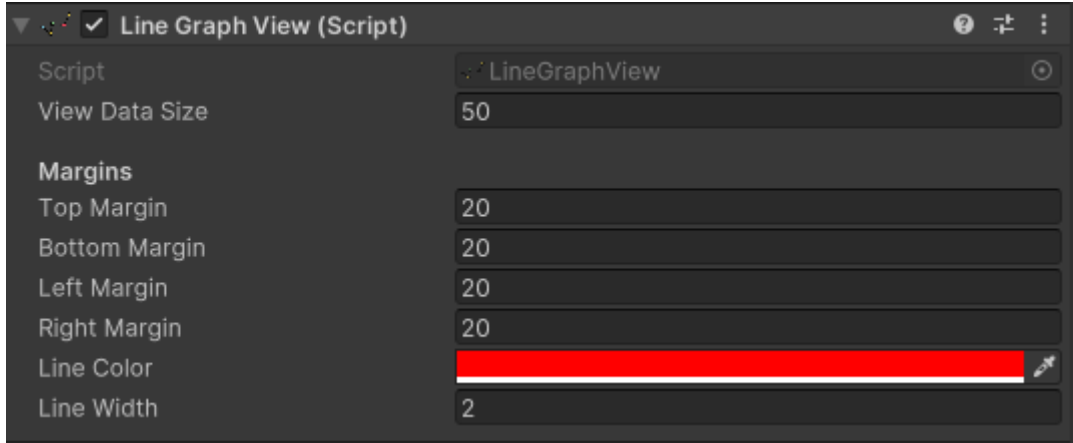 Line Graph View (Script)
Script LineGraphView
View Data Size 50
Margins
Top Margin 20
Bottom Margin 20
Left Margin 20
Right Margin 20
Line Color
Line Width 2